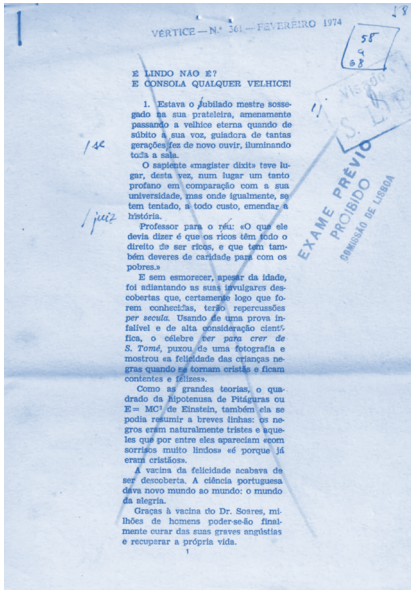 VERTICE — N.º 361 — FEVEREIRO 1974
58
9
68
É LINDO NÃO É?
E CONSOLA QUALQUER VELHICE!
1. Estava o jubilado mestre sosse-
gado na sua prateleira, amenamente
passando a velhice eterna quando de
súbito a sua voz, guiadora de tantas
gerações fez de novo ouvir, iluminando
toda a sala.
O sapiente «magister dixit» teve lu-
gar, desta vez, num lugar um tanto
profano em comparação com a sua
universidade, mas onde igualmente, se
tem tentado, a todo custo, emendar a
história.
Professor para o réu: «O que ele
devia dizer é que os ricos têm todo o
direito de ser ricos, e que tem tam-
bém deveres de caridade para com os
pobres.»
E sem esmorecer, apesar da idade,
foi adiantando as suas invulgares des-
cobertas que, certamente logo que fo-
rem conhecidas, terão repercussões
per secula. Usando de uma prova in-
falível e de alta consideração cientí-
fica, o célebre ber para crer de
S. Tomé, puxou de uma fotografia e
mostrou «a felicidade das crianças ne-
gras quando se tornam cristãs e ficam
contentes e felizes».
Como as grandes teorias, o qua-
drado da hipotenusa de Pitáguras ou
E = MC² de Einstein, também ela se
podia resumir a breves linhas: os ne-
gros eram naturalmente tristes e aque-
les que por entre eles apareciam «com
sorrisos muito lindos» «é porque já
eram cristãos».
A vacina da felicidade acabava de
ser descoberta. A ciência portuguesa
dava novo mundo ao mundo: o mundo
da alegria.
Graças à vacina do Dr. Soares, mi-
lhões de homens poder-se-ão final-
mente curar das suas graves angústias
e recuperar a própria vida.
1
/ se
/ juiz
Visado
EXAME PRÉVIO
PROIBIDO
COMISSÃO DE LISBOA